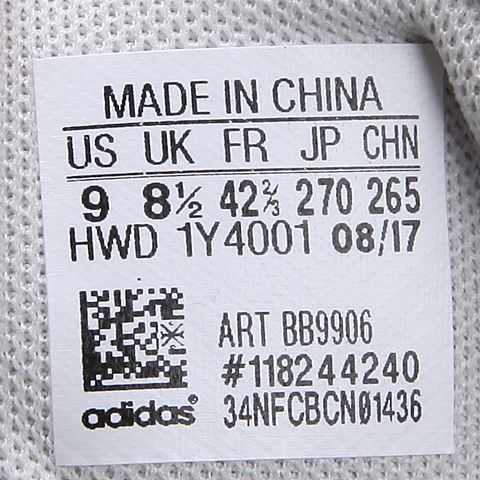 MADE IN CHINA
US UK FR JP CHN
9 8½ 42⅔ 270 265
HWD 1Y4001 08/17
ART BB9906
#118244240
adidas® 34NFCBCN01436